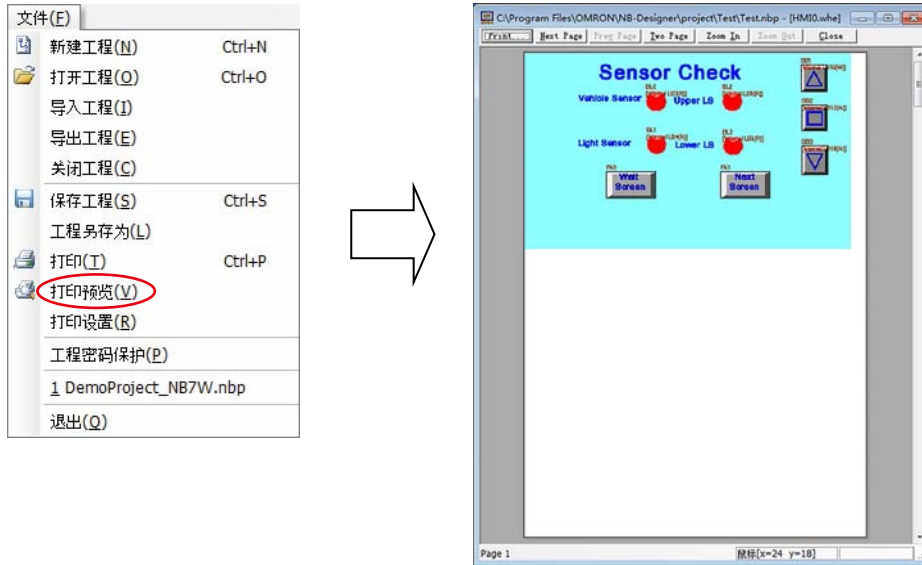 文件(F)
新建工程(N) Ctrl+N
打开工程(O) Ctrl+O
导入工程(I)
导出工程(E)
关闭工程(C)
保存工程(S) Ctrl+S
工程另存为(L)
打印(T) Ctrl+P
打印预览(V)
打印设置(R)
工程密码保护(P)
1 DemoProject_NB7W.nbp
退出(Q)
C:\Program Files\OMRON\NB-Designer\project\Test\Test.nbp - [HMI0.whe]
Print... Next Page Prev Page Two Page Zoom In Zoom Out Close
Sensor Check
Vehicle Sensor Upper LS
Light Sensor Lower LS
Wait Next
Screen Screen
Page 1 鼠标[x=24 y=18]